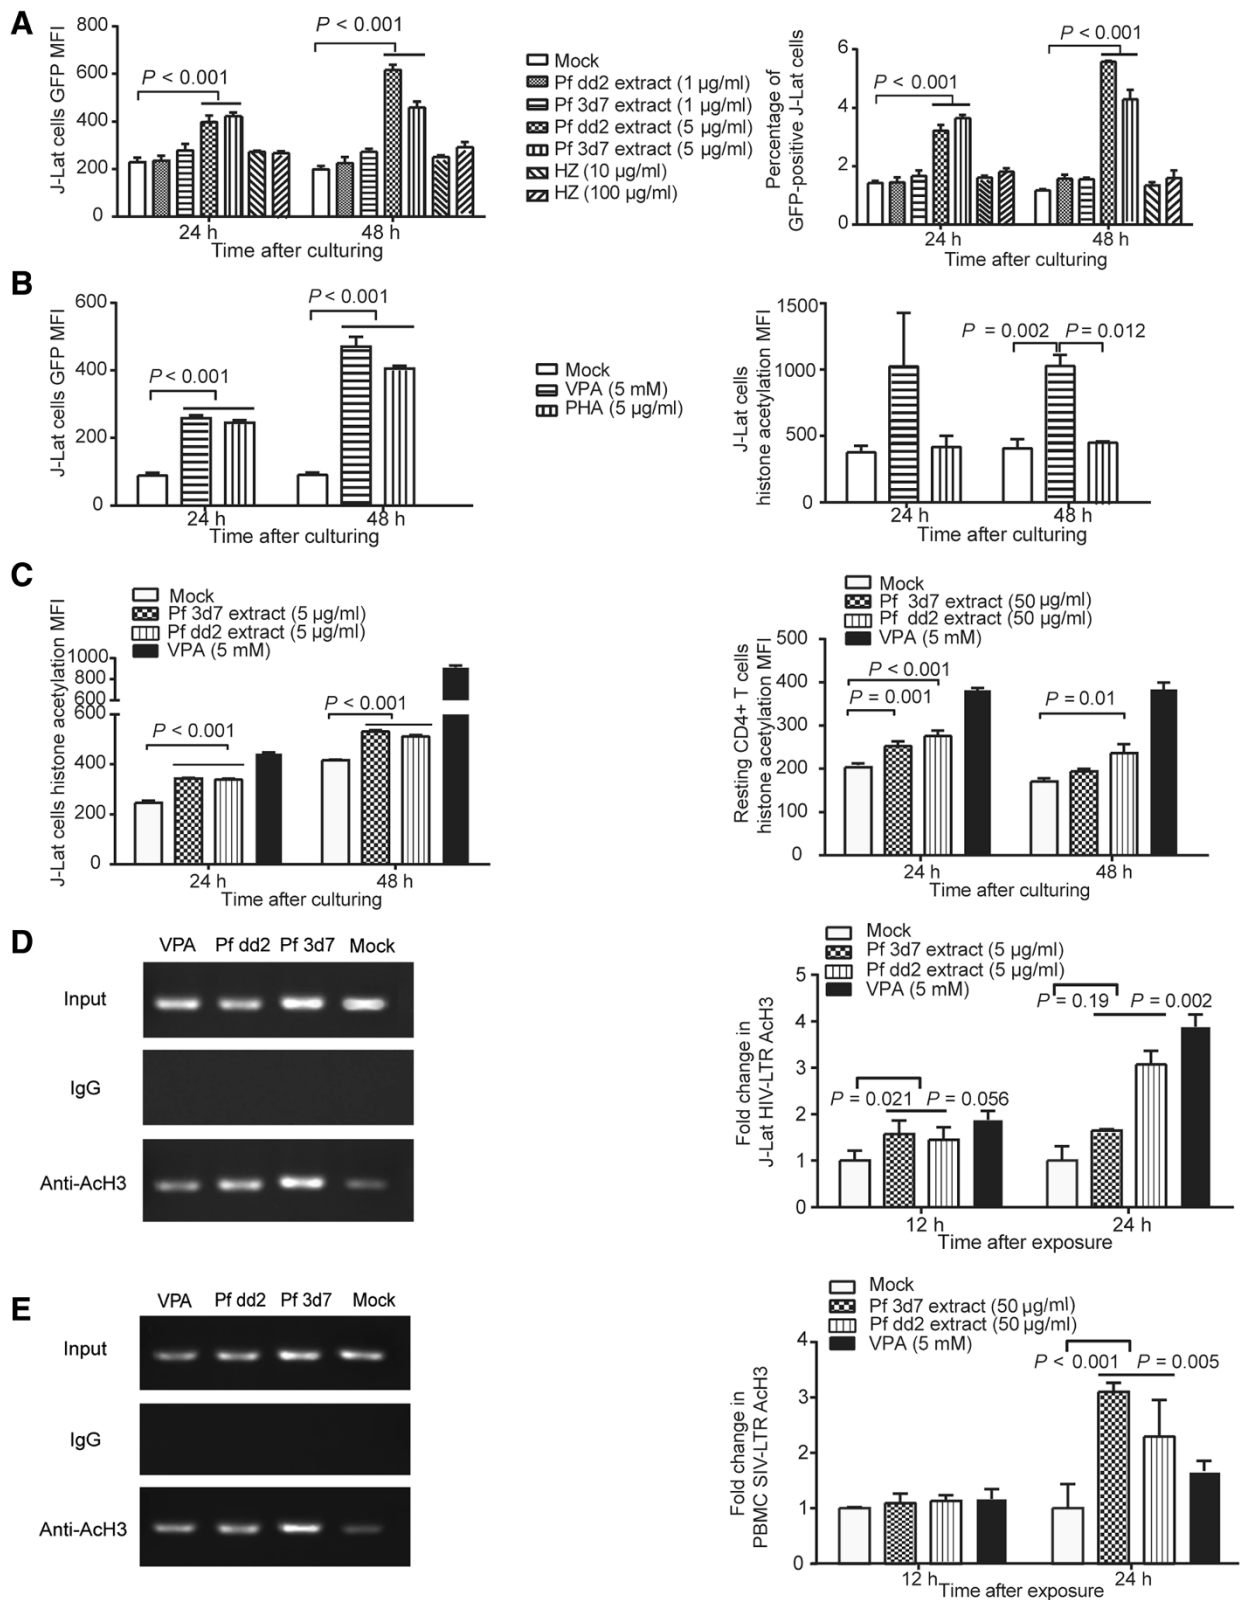 A
J-Lat cells GFP MFI
800
600
400
200
0
P < 0.001
P < 0.001
24 h
48 h
Time after culturing
Mock
Pf dd2 extract (1 µg/ml)
Pf 3d7 extract (1 µg/ml)
Pf dd2 extract (5 µg/ml)
Pf 3d7 extract (5 µg/ml)
HZ (10 µg/ml)
HZ (100 µg/ml)
Percentage of
GFP-positive J-Lat cells
6
4
2
0
P < 0.001
P < 0.001
24 h
48 h
Time after culturing
B
J-Lat cells GFP MFI
600
400
200
0
P < 0.001
P < 0.001
24 h
48 h
Time after culturing
Mock
VPA (5 mM)
PHA (5 µg/ml)
J-Lat cells
histone acetylation MFI
1500
1000
500
0
P = 0.002
P = 0.012
24 h
48 h
Time after culturing
C
Mock
Pf 3d7 extract (5 µg/ml)
Pf dd2 extract (5 µg/ml)
VPA (5 mM)
J-Lat cells histone acetylation MFI
1000
800
600
600
400
200
0
P < 0.001
P < 0.001
24 h
48 h
Time after culturing
Mock
Pf 3d7 extract (50 µg/ml)
Pf dd2 extract (50 µg/ml)
VPA (5 mM)
Resting CD4+ T cells
histone acetylation MFI
500
400
300
200
100
0
P < 0.001
P = 0.001
P = 0.01
24 h
48 h
Time after culturing
D
VPA Pf dd2 Pf 3d7 Mock
Input
IgG
Anti-AcH3
Mock
Pf 3d7 extract (5 µg/ml)
Pf dd2 extract (5 µg/ml)
VPA (5 mM)
Fold change in
J-Lat HIV-LTR AcH3
5
4
3
2
1
0
P = 0.19
P = 0.002
P = 0.021
P = 0.056
12 h
24 h
Time after exposure
E
VPA Pf dd2 Pf 3d7 Mock
Input
IgG
Anti-AcH3
Mock
Pf 3d7 extract (50 µg/ml)
Pf dd2 extract (50 µg/ml)
VPA (5 mM)
Fold change in
PBMC SIV-LTR AcH3
4
3
2
1
0
P < 0.001
P = 0.005
12 h
24 h
Time after exposure